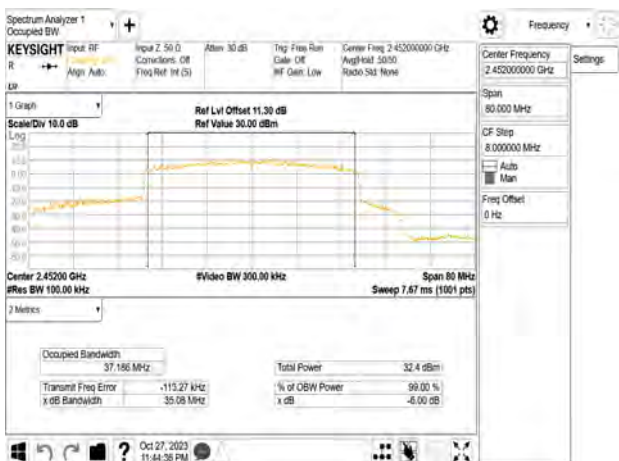 Spectrum Analyzer 1
Occupied BW
+
Frequency
KEYSIGHT
R
Input: RF
Align: Auto
Input Z: 50 Ω
Corrections: Off
Freq Ref: Int (S)
Atten: 30 dB
Trig: Free Run
Gate: Off
#IF Gain: Low
Center Freq: 2.452000000 GHz
Avg|Hold: 50/50
Radio Std: None
Center Frequency
2.452000000 GHz
Settings
Span
80.000 MHz
CF Step
8.000000 MHz
Auto
Man
Freq Offset
0 Hz
1 Graph
Scale/Div 10.0 dB
Ref Lvl Offset 11.30 dB
Ref Value 30.00 dBm
Log
Center 2.45200 GHz
#Res BW 100.00 kHz
#Video BW 300.00 kHz
Span 80 MHz
Sweep 7.67 ms (1001 pts)
2 Metrics
Occupied Bandwidth
37.186 MHz
Total Power 32.4 dBm
Transmit Freq Error -113.27 kHz
% of OBW Power 99.00 %
x dB Bandwidth 35.08 MHz
x dB -6.00 dB
?
Oct 27, 2023
11:44:36 PM